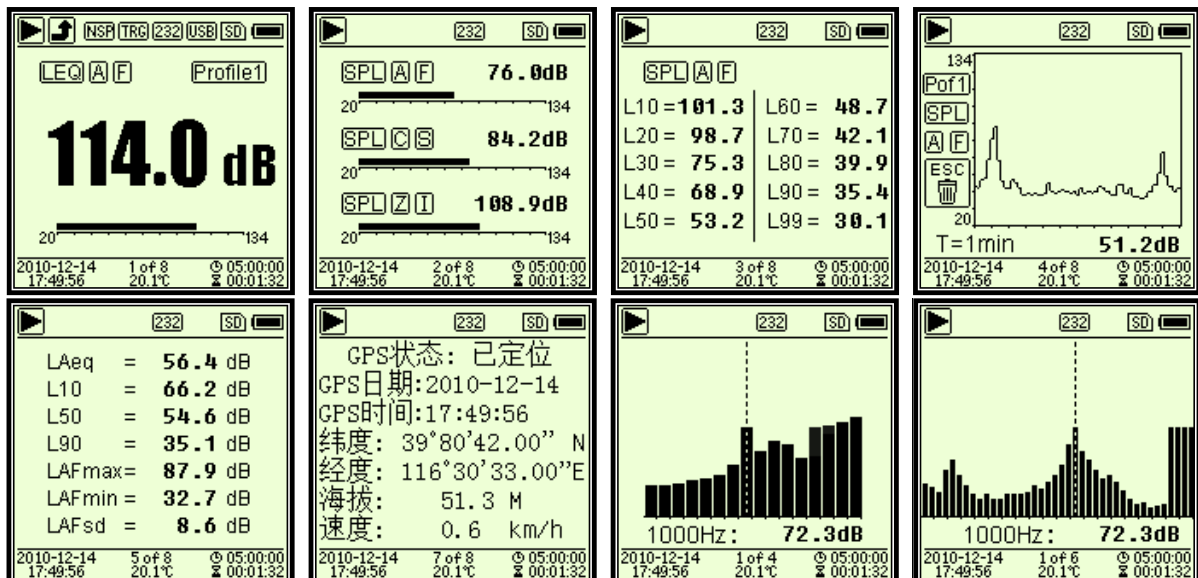 NSP TRG 232 USB SD
LEQ A F Profile1
114.0 dB
20 134
2010-12-14 1 of 8 05:00:00
17:49:56 20.1℃ 00:01:32
232 SD
SPL A F 76.0dB
20 134
SPL C S 84.2dB
20 134
SPL Z I 108.9dB
20 134
2010-12-14 2 of 8 05:00:00
17:49:56 20.1℃ 00:01:32
232 SD
SPL A F
L10 =101.3 L60 = 48.7
L20 = 98.7 L70 = 42.1
L30 = 75.3 L80 = 39.9
L40 = 68.9 L90 = 35.4
L50 = 53.2 L99 = 30.1
2010-12-14 3 of 8 05:00:00
17:49:56 20.1℃ 00:01:32
232 SD
134
Pof1
SPL
A F
ESC
20
T=1min 51.2dB
2010-12-14 4 of 8 05:00:00
17:49:56 20.1℃ 00:01:32
232 SD
LAeq = 56.4 dB
L10 = 66.2 dB
L50 = 54.6 dB
L90 = 35.1 dB
LAFmax= 87.9 dB
LAFmin = 32.7 dB
LAFsd = 8.6 dB
2010-12-14 5 of 8 05:00:00
17:49:56 20.1℃ 00:01:32
232 SD
GPS状态: 已定位
GPS日期:2010-12-14
GPS时间:17:49:56
纬度: 39°80'42.00" N
经度: 116°30'33.00"E
海拔: 51.3 M
速度: 0.6 km/h
2010-12-14 7 of 8 05:00:00
17:49:56 20.1℃ 00:01:32
232 SD
1000Hz: 72.3dB
2010-12-14 1 of 4 05:00:00
17:49:56 20.1℃ 00:01:32
232 SD
1000Hz: 72.3dB
2010-12-14 1 of 6 05:00:00
17:49:56 20.1℃ 00:01:32